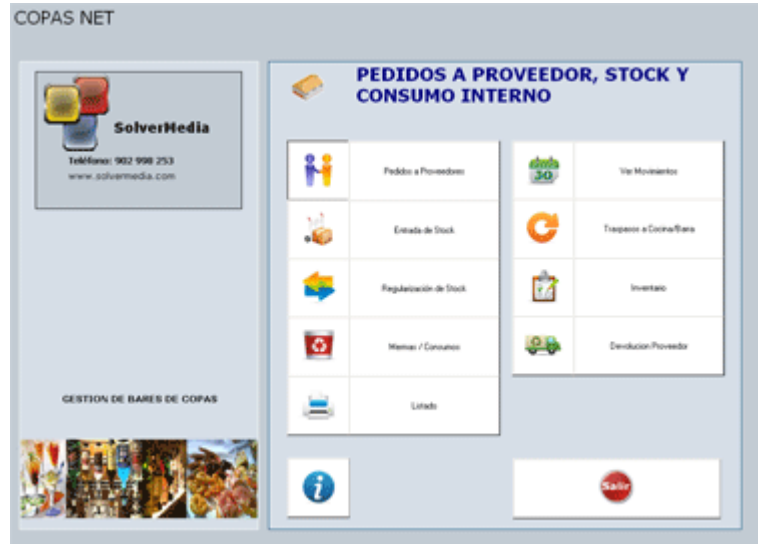 COPAS NET
SolverMedia
Teléfono: 902 998 253
www.solvermedia.com
GESTION DE BARES DE COPAS
PEDIDOS A PROVEEDOR, STOCK Y
CONSUMO INTERNO
Pedidos a Proveedores
Entrada de Stock
Regularización de Stock
Mermas / Consumos
Listado
30
Ver Movimientos
Traspasos a Cocina/Barra
Inventario
Devolucion Proveedor
Salir